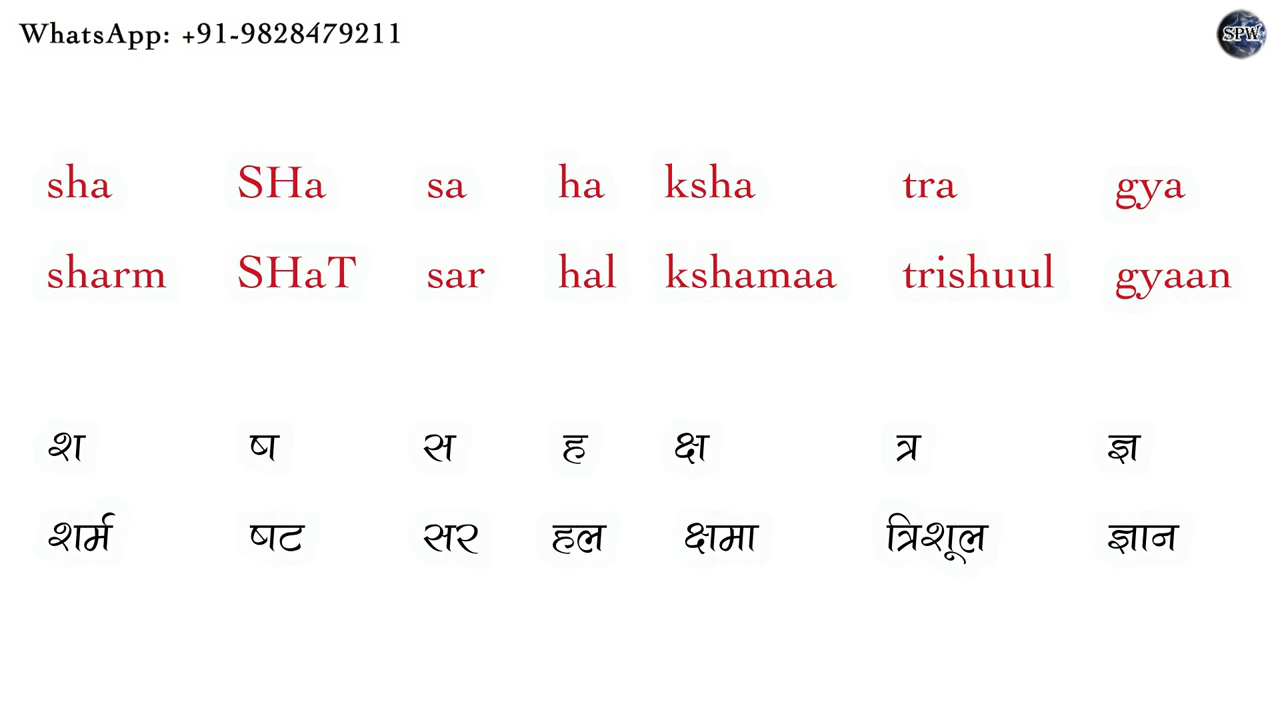 WhatsApp: +91-9828479211
SPW
sha SHa sa ha ksha tra gya
sharm SHaT sar hal kshamaa trishuul gyaan
श ष स ह क्ष त्र ज्ञ
शर्म षट सर हल क्षमा त्रिशूल ज्ञान